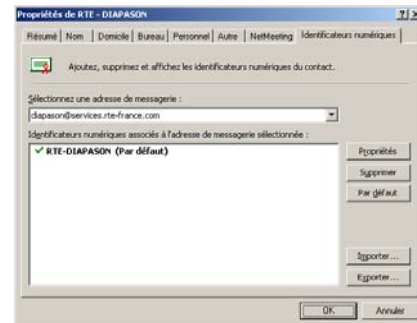 Propriétés de RTE - DIAPASON
Résumé Nom Domicile Bureau Personnel Autre NetMeeting Identificateurs numériques
Ajoutez, supprimez et affichez les identificateurs numériques du contact.
Sélectionnez une adresse de messagerie :
diapason@services.rte-france.com
Identificateurs numériques associés à l'adresse de messagerie sélectionnée :
RTE-DIAPASON (Par défaut)
Propriétés
Supprimer
Par défaut
Importer...
Exporter...
OK Annuler